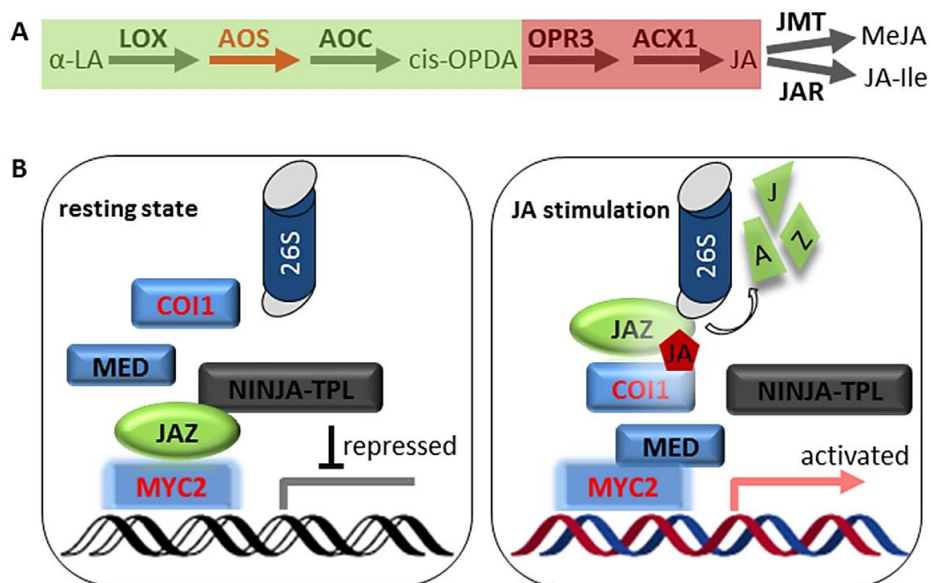 A
LOX AOS AOC OPR3 ACX1 JMT
α-LA cis-OPDA JA MeJA
JAR JA-Ile
B
resting state
26S
COI1
MED
NINJA-TPL
JAZ
repressed
MYC2
JA stimulation
26S
J
A
Z
JAZ
JA
COI1
NINJA-TPL
MED
activated
MYC2